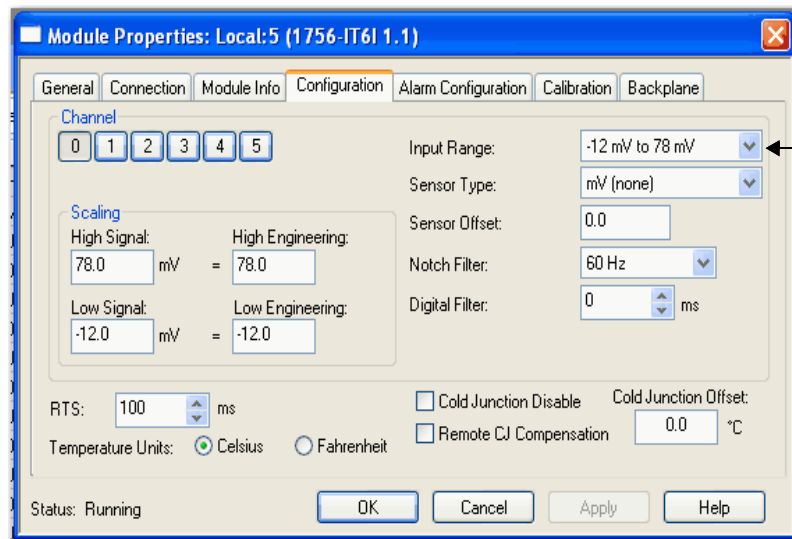 Module Properties: Local:5 (1756-IT6I 1.1)
General Connection Module Info Configuration Alarm Configuration Calibration Backplane
Channel
0 1 2 3 4 5
Input Range: -12 mV to 78 mV
Sensor Type: mV (none)
Sensor Offset: 0.0
Notch Filter: 60 Hz
Digital Filter: 0 ms
Scaling
High Signal: High Engineering:
78.0 mV = 78.0
Low Signal: Low Engineering:
-12.0 mV = -12.0
RTS: 100 ms
Temperature Units: Celsius Fahrenheit
Cold Junction Disable
Remote CJ Compensation
Cold Junction Offset:
0.0 °C
Status: Running
OK Cancel Apply Help